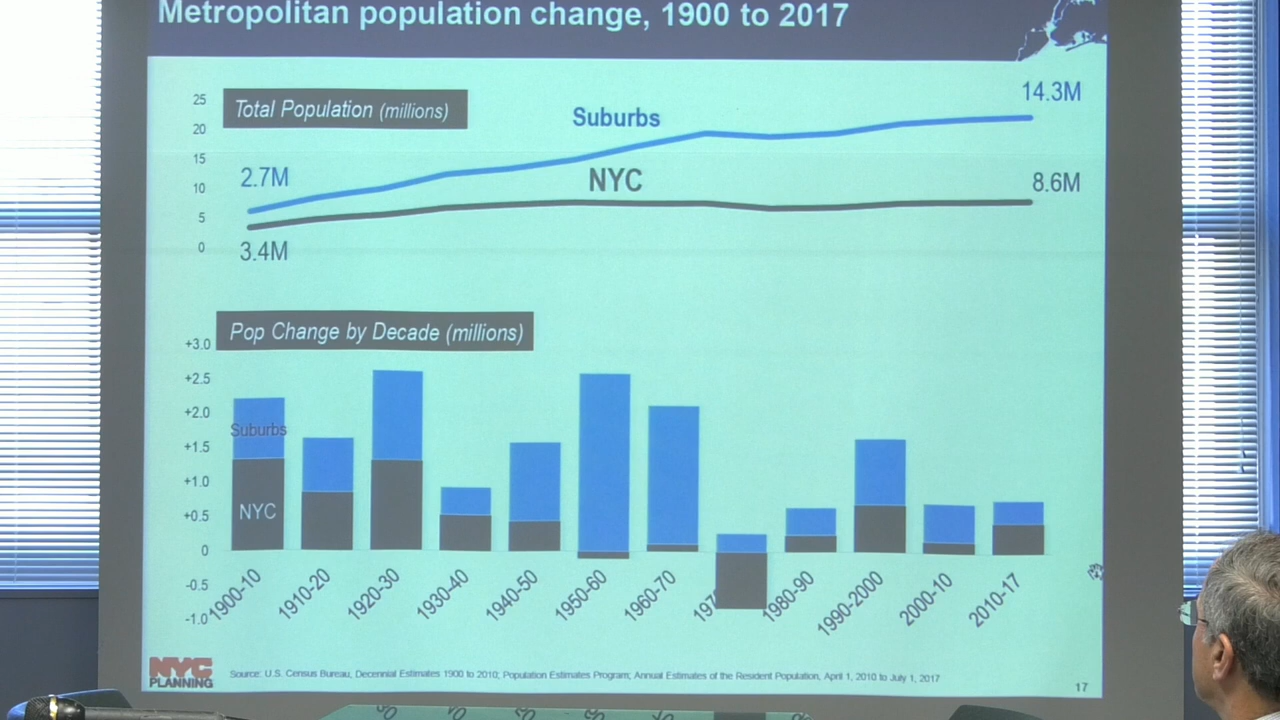 Metropolitan population change, 1900 to 2017
Total Population (millions)
25
20
15
10
5
0
Suburbs
14.3M
2.7M
NYC
8.6M
3.4M
Pop Change by Decade (millions)
+3.0
+2.5
+2.0
+1.5
+1.0
+0.5
0
-0.5
-1.0
Suburbs
NYC
1900-10
1910-20
1920-30
1930-40
1940-50
1950-60
1960-70
197
1980-90
1990-2000
2000-10
2010-17
NYC
PLANNING
Source: U.S. Census Bureau, Decennial Estimates 1900 to 2010; Population Estimates Program; Annual Estimates of the Resident Population, April 1, 2010 to July 1, 2017
17